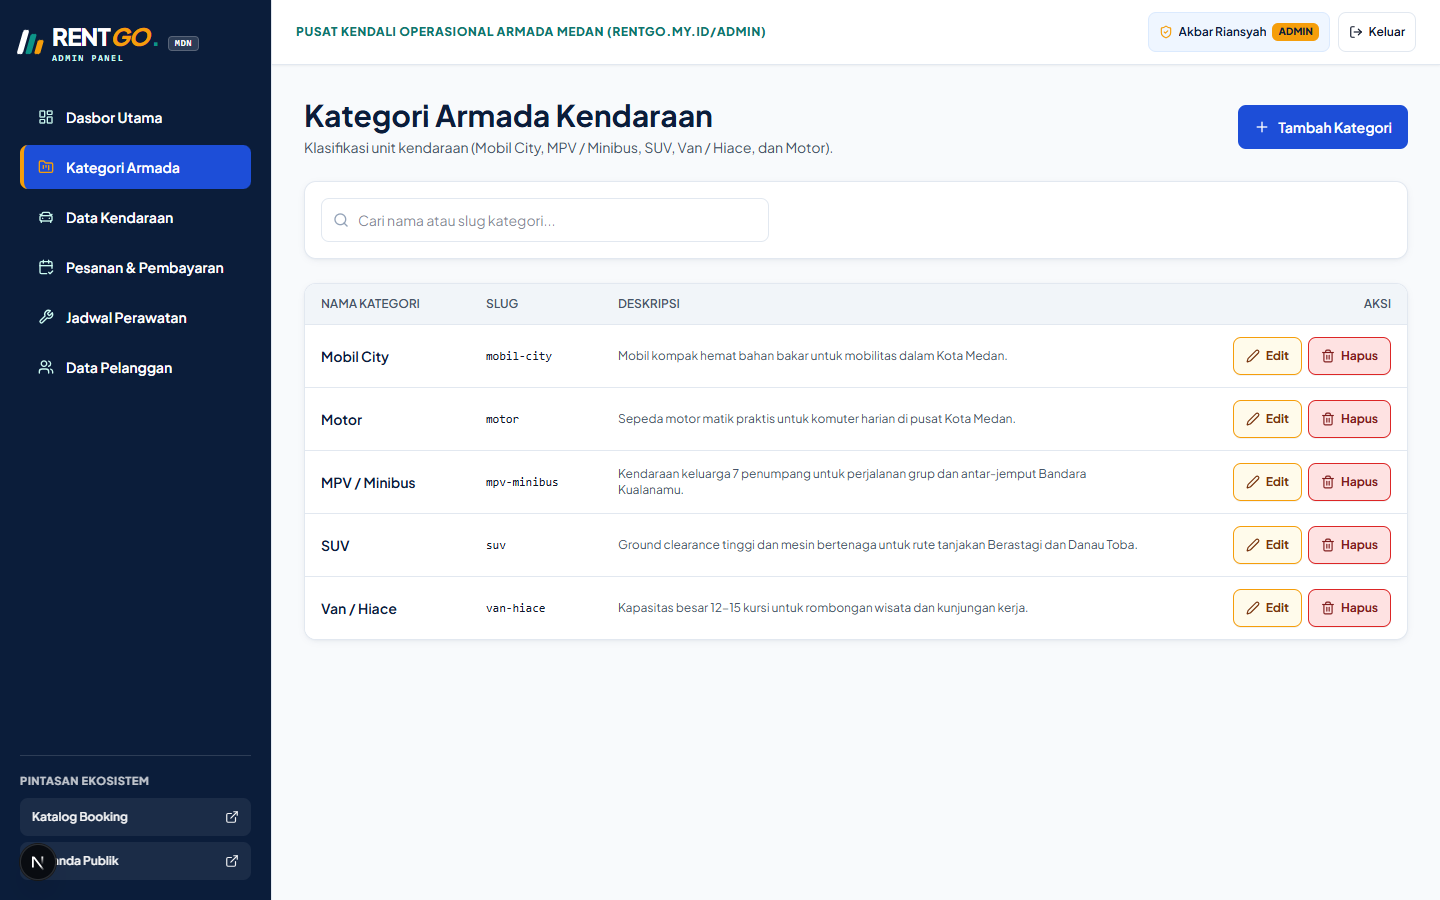 RENTGO. MDN
ADMIN PANEL
Dasbor Utama
Kategori Armada
Data Kendaraan
Pesanan & Pembayaran
Jadwal Perawatan
Data Pelanggan
PINTASAN EKOSISTEM
Katalog Booking
N anda Publik
PUSAT KENDALI OPERASIONAL ARMADA MEDAN (RENTGO.MY.ID/ADMIN)
Akbar Riansyah ADMIN
Keluar
Kategori Armada Kendaraan
Klasifikasi unit kendaraan (Mobil City, MPV / Minibus, SUV, Van / Hiace, dan Motor).
Tambah Kategori
Cari nama atau slug kategori...
NAMA KATEGORI SLUG DESKRIPSI AKSI
Mobil City mobil-city Mobil kompak hemat bahan bakar untuk mobilitas dalam Kota Medan. Edit Hapus
Motor motor Sepeda motor matik praktis untuk komuter harian di pusat Kota Medan. Edit Hapus
MPV / Minibus mpv-minibus Kendaraan keluarga 7 penumpang untuk perjalanan grup dan antar-jemput Bandara
Kualanamu. Edit Hapus
SUV suv Ground clearance tinggi dan mesin bertenaga untuk rute tanjakan Berastagi dan Danau Toba. Edit Hapus
Van / Hiace van-hiace Kapasitas besar 12–15 kursi untuk rombongan wisata dan kunjungan kerja. Edit Hapus